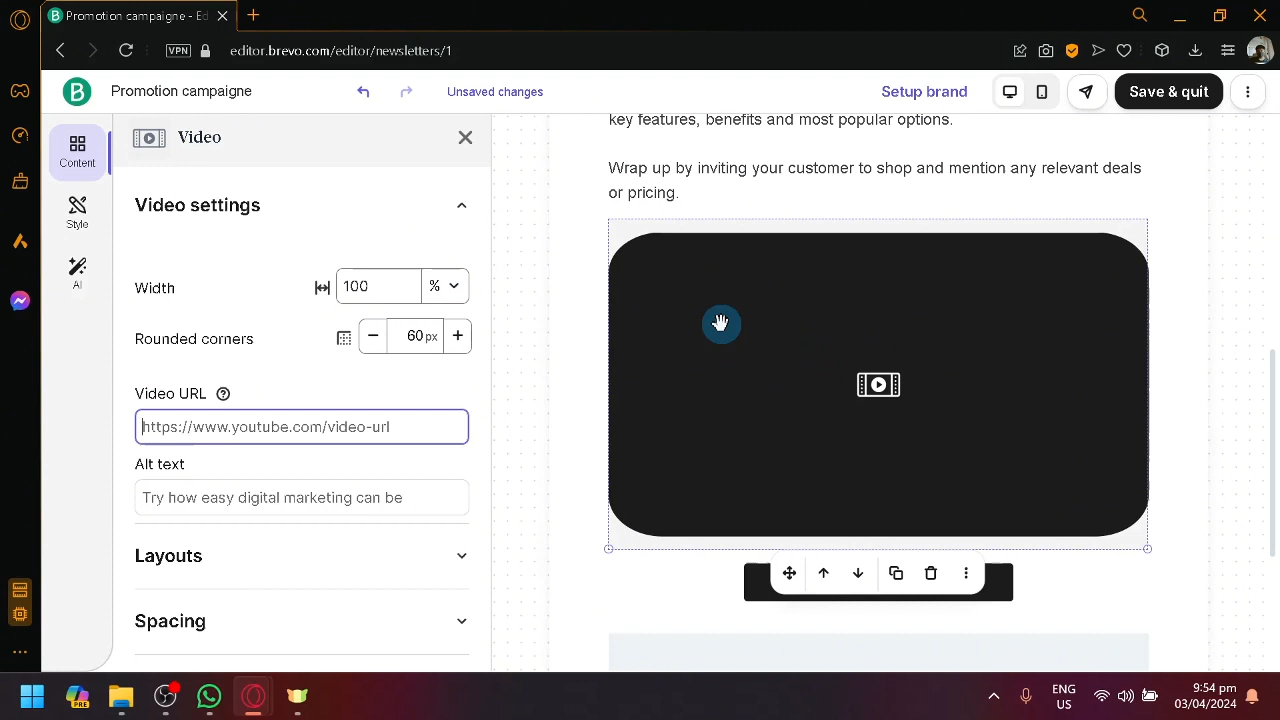 Promotion campaigne - Ed
VPN
editor.brevo.com/editor/newsletters/1
B
Promotion campaigne
Unsaved changes
Setup brand
Save & quit
Content
Style
AI
Video
Video settings
Width
100
%
Rounded corners
60 px
Video URL
https://www.youtube.com/video-url
Alt text
Try how easy digital marketing can be
Layouts
Spacing
key features, benefits and most popular options.
Wrap up by inviting your customer to shop and mention any relevant deals
or pricing.
PRE
ENG
US
9:54 pm
03/04/2024